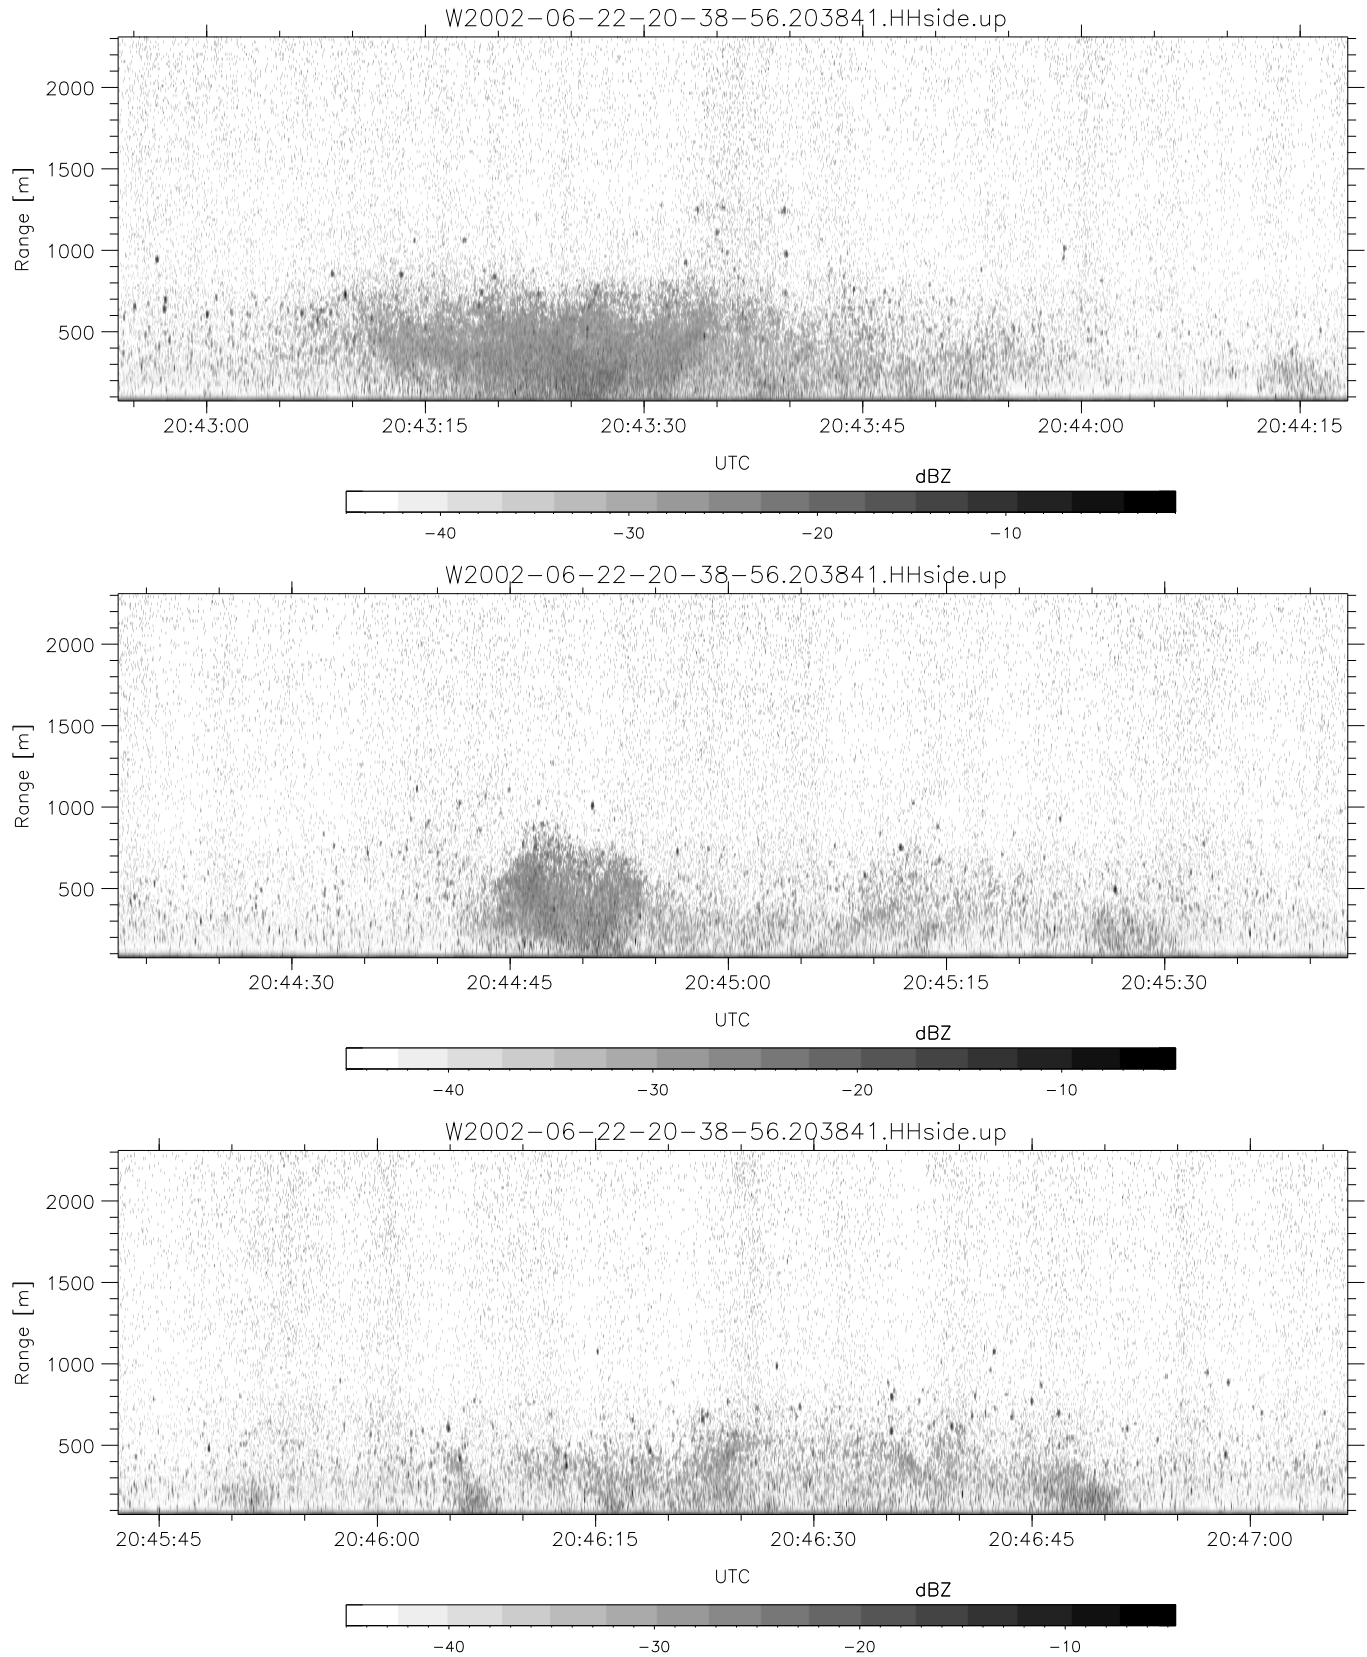 W2002-06-22-20-38-56.203841.HHside.up
2000
1500
1000
500
Range [m]
20:43:00 20:43:15 20:43:30 20:43:45 20:44:00 20:44:15
UTC
dBZ
-40 -30 -20 -10
W2002-06-22-20-38-56.203841.HHside.up
2000
1500
1000
500
Range [m]
20:44:30 20:44:45 20:45:00 20:45:15 20:45:30
UTC
dBZ
-40 -30 -20 -10
W2002-06-22-20-38-56.203841.HHside.up
2000
1500
1000
500
Range [m]
20:45:45 20:46:00 20:46:15 20:46:30 20:46:45 20:47:00
UTC
dBZ
-40 -30 -20 -10